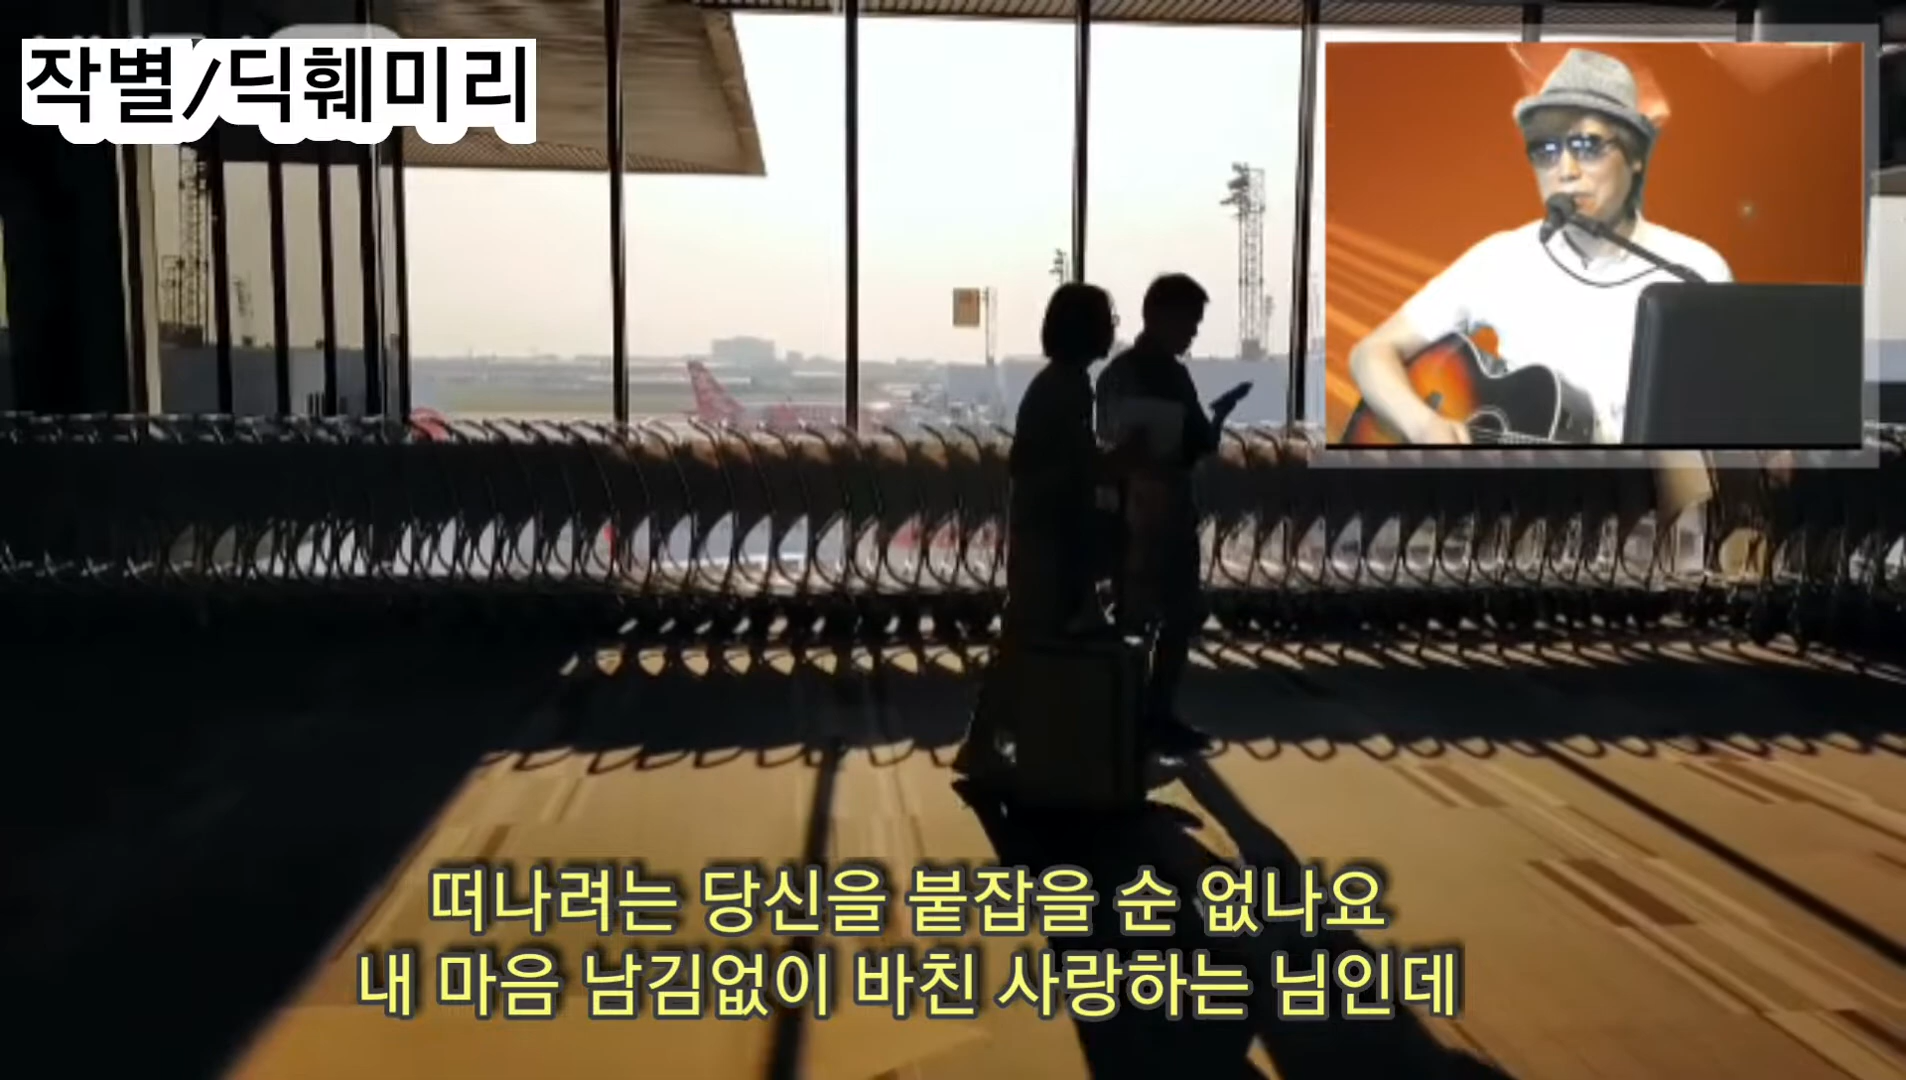 작별/딕훼미리
떠나려는 당신을 붙잡을 순 없나요
내 마음 남김없이 바친 사랑하는 님인데